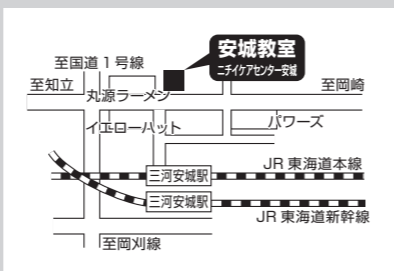 安城教室
ニチイケアセンター安城
至国道1号線
至知立
至岡崎
丸源ラーメン
イエローハット
パワーズ
JR 東海道本線
三河安城駅
三河安城駅
JR 東海道新幹線
至岡刈線